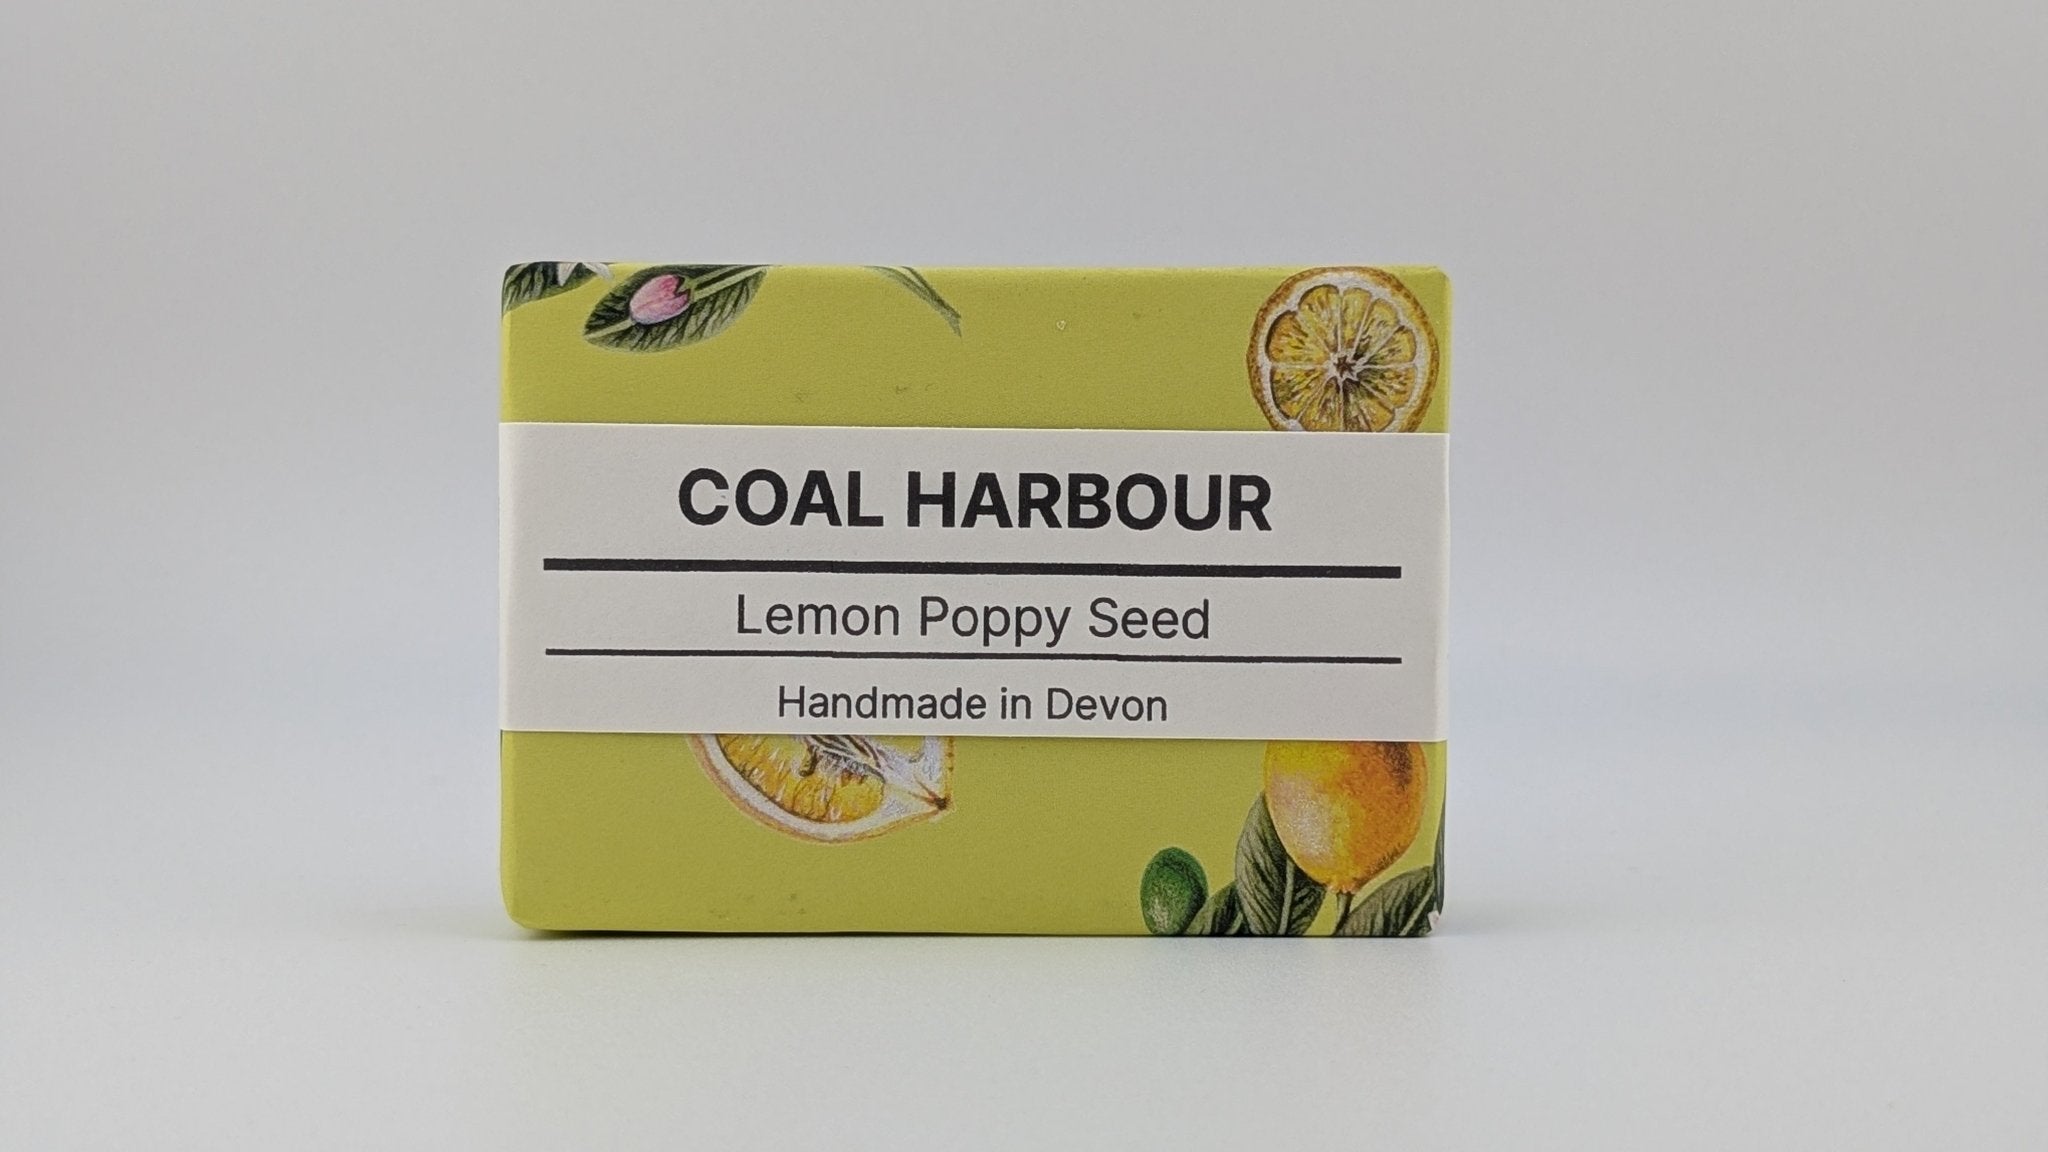 COAL HARBOUR
Lemon Poppy Seed
Handmade in Devon